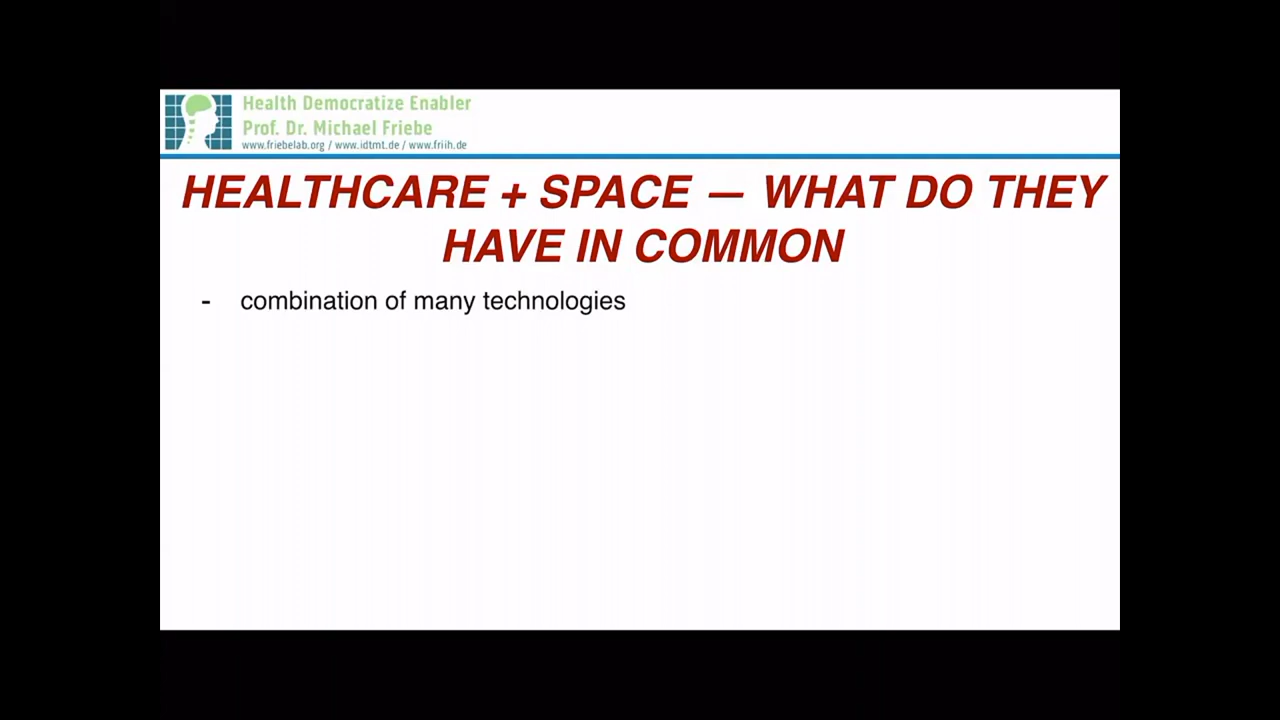 Health Democratize Enabler
Prof. Dr. Michael Friebe
www.friebelab.org / www.idtmt.de / www.friih.de
HEALTHCARE + SPACE — WHAT DO THEY
HAVE IN COMMON
- combination of many technologies